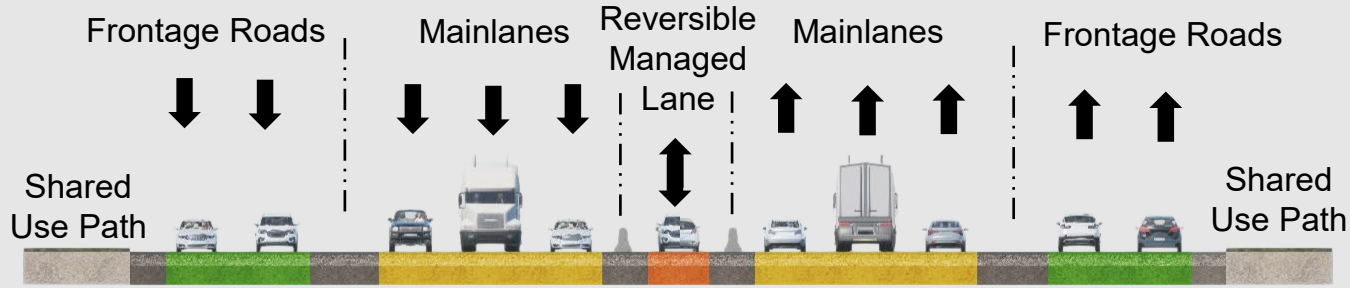 Frontage Roads
Mainlanes
Reversible
Managed
Lane
Mainlanes
Frontage Roads
Shared
Use Path
Shared
Use Path